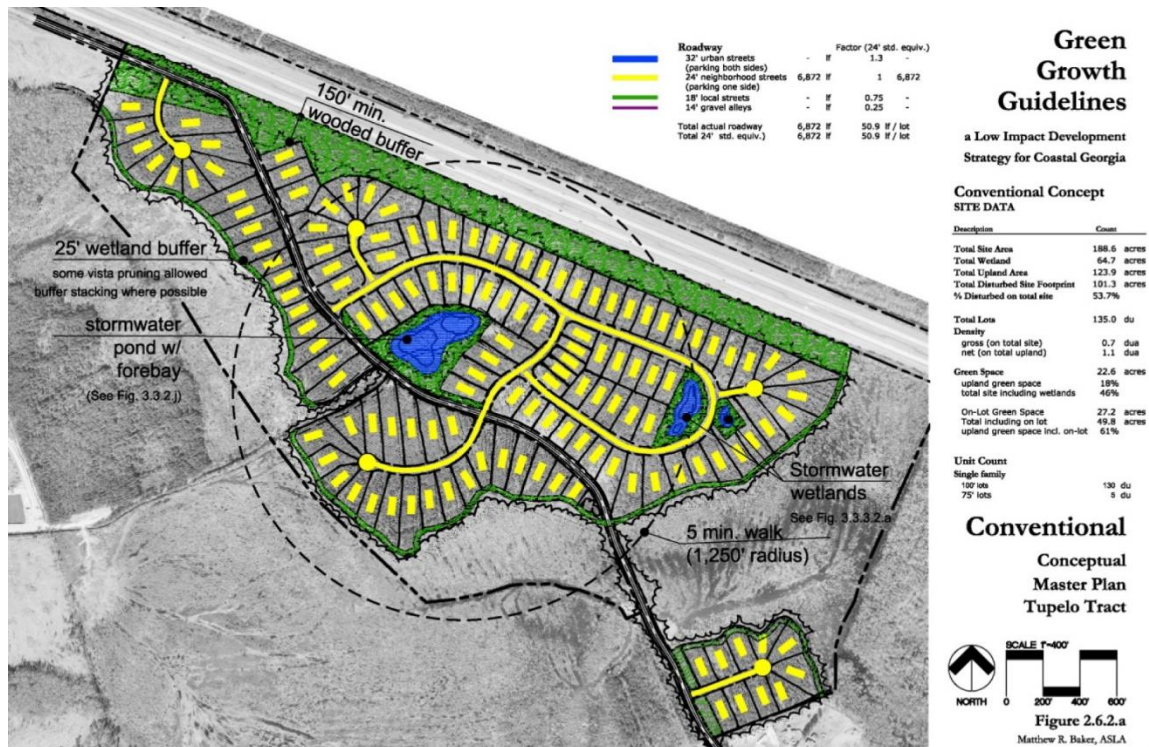 Roadway Factor (24' std. equiv.)
32' urban streets - lf 1.3 -
(parking both sides)
24' neighborhood streets 6,872 lf 1 6,872
(parking one side)
18' local streets - lf 0.75 -
14' gravel alleys - lf 0.25 -
Total actual roadway 6,872 lf 50.9 lf / lot
Total 24' std. equiv.) 6,872 lf 50.9 lf / lot
150' min.
wooded buffer
25' wetland buffer
some vista pruning allowed
buffer stacking where possible
stormwater
pond w/
forebay
(See Fig. 3.3.2.j)
Stormwater
wetlands
See Fig. 3.3.3.2.a
5 min. walk
(1,250' radius)
Green
Growth
Guidelines
a Low Impact Development
Strategy for Coastal Georgia
Conventional Concept
SITE DATA
Description Count
Total Site Area 188.6 acres
Total Wetland 64.7 acres
Total Upland Area 123.9 acres
Total Disturbed Site Footprint 101.3 acres
% Disturbed on total site 53.7%
Total Lots 135.0 du
Density
gross (on total site) 0.7 dua
net (on total upland) 1.1 dua
Green Space 22.6 acres
upland green space 18%
total site including wetlands 46%
On-Lot Green Space 27.2 acres
Total including on lot 49.8 acres
upland green space incl. on-lot 61%
Unit Count
Single family
100' lots 130 du
75' lots 5 du
Conventional
Conceptual
Master Plan
Tupelo Tract
SCALE 1"=400'
NORTH 0 200' 400' 600'
Figure 2.6.2.a
Matthew R. Baker, ASLA